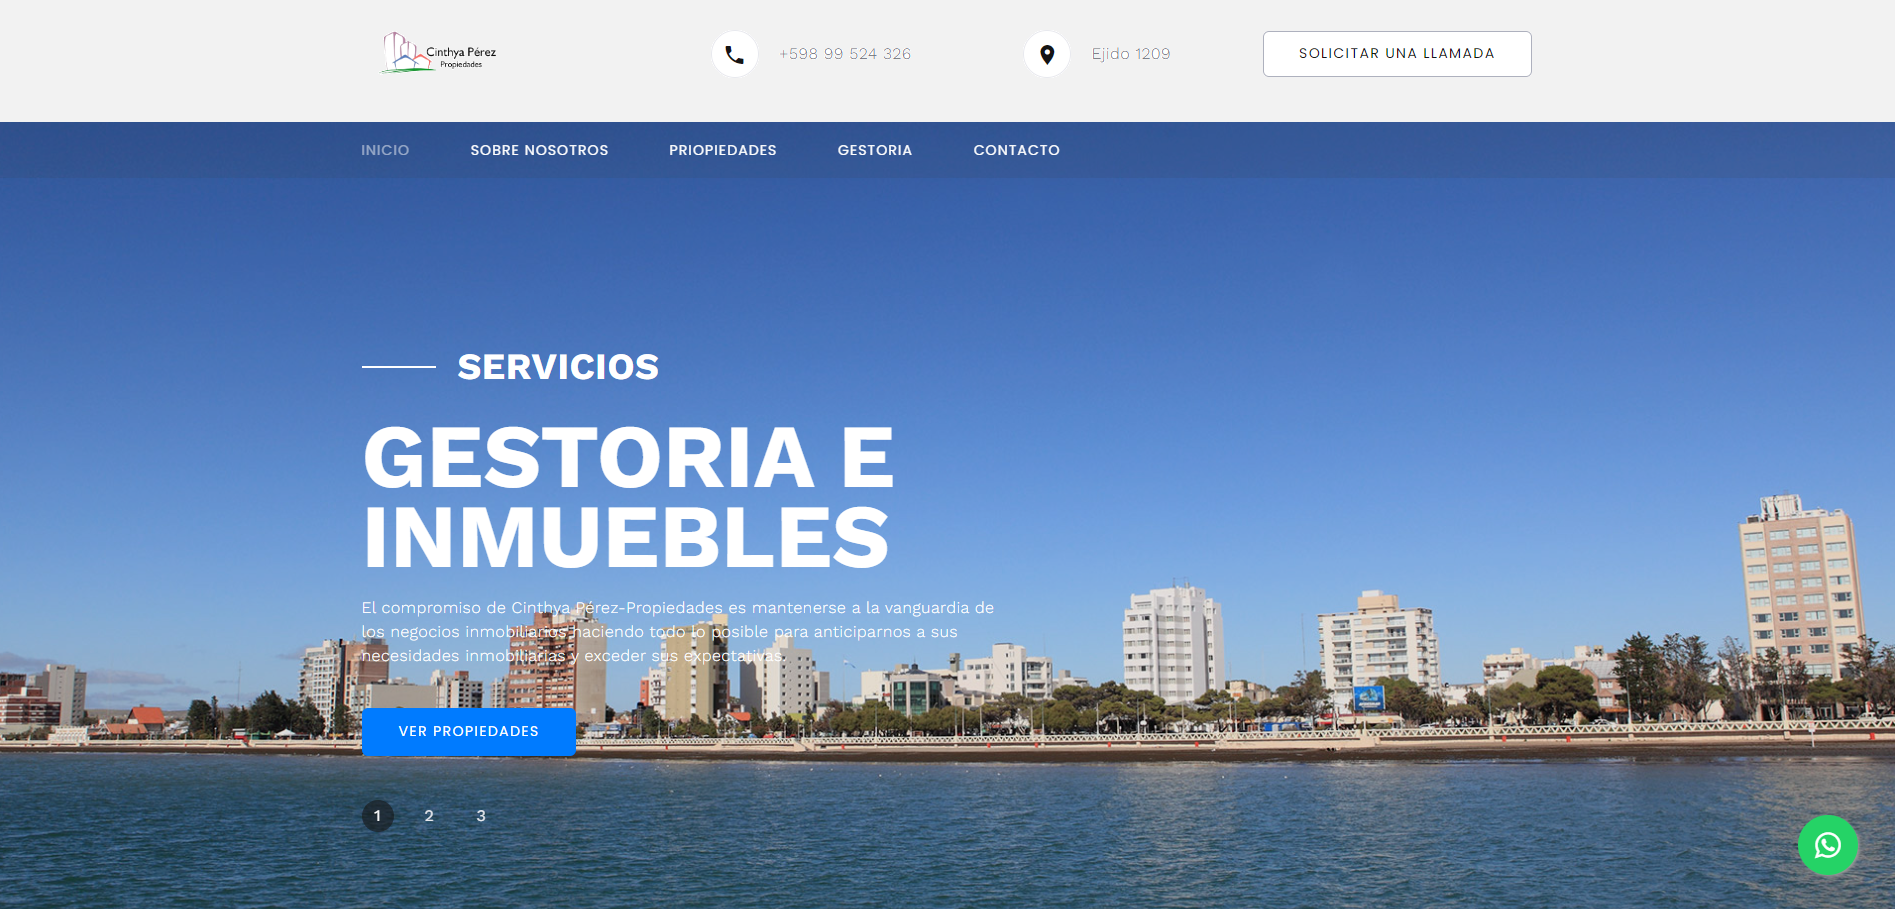 Cinthya Pérez
Propiedades
+598 99 524 326
Ejido 1209
SOLICITAR UNA LLAMADA
INICIO
SOBRE NOSOTROS
PRIOPIEDADES
GESTORIA
CONTACTO
SERVICIOS
GESTORIA E
INMUEBLES
El compromiso de Cinthya Pérez-Propiedades es mantenerse a la vanguardia de
los negocios inmobiliarios haciendo todo lo posible para anticiparnos a sus
necesidades inmobiliarias y exceder sus expectativas.
VER PROPIEDADES
1 2 3